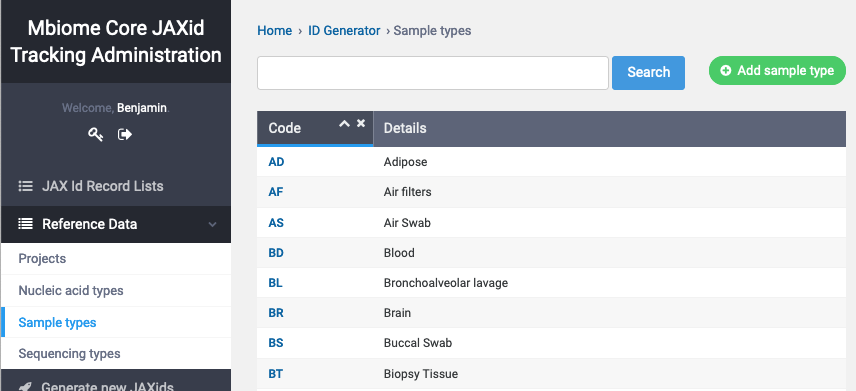 Mbiome Core JAXid
Tracking Administration
Welcome, Benjamin.
JAX Id Record Lists
Reference Data
Projects
Nucleic acid types
Sample types
Sequencing types
Generate new JAXids
Home › ID Generator › Sample types
Search
Add sample type
Code Details
AD Adipose
AF Air filters
AS Air Swab
BD Blood
BL Bronchoalveolar lavage
BR Brain
BS Buccal Swab
BT Biopsy Tissue